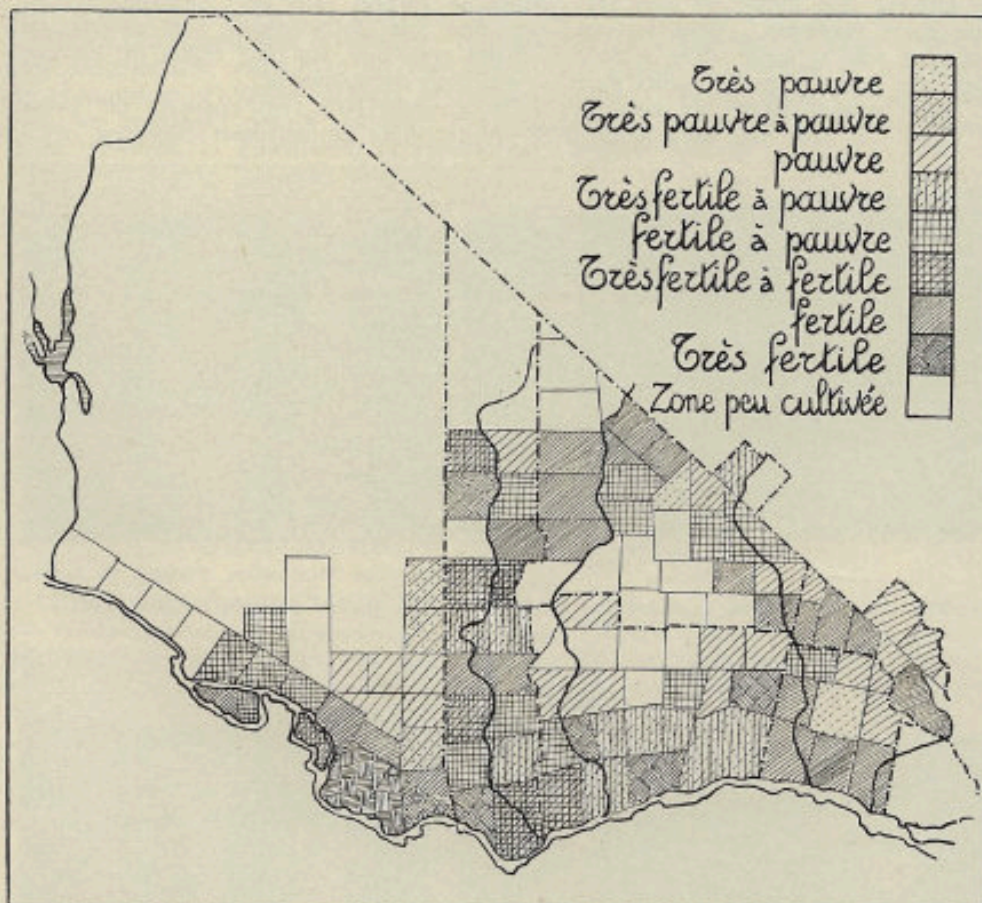 Très pauvre
Très pauvre à pauvre
pauvre
Très fertile à pauvre
fertile à pauvre
Très fertile à fertile
fertile
Très fertile
Zone peu cultivée